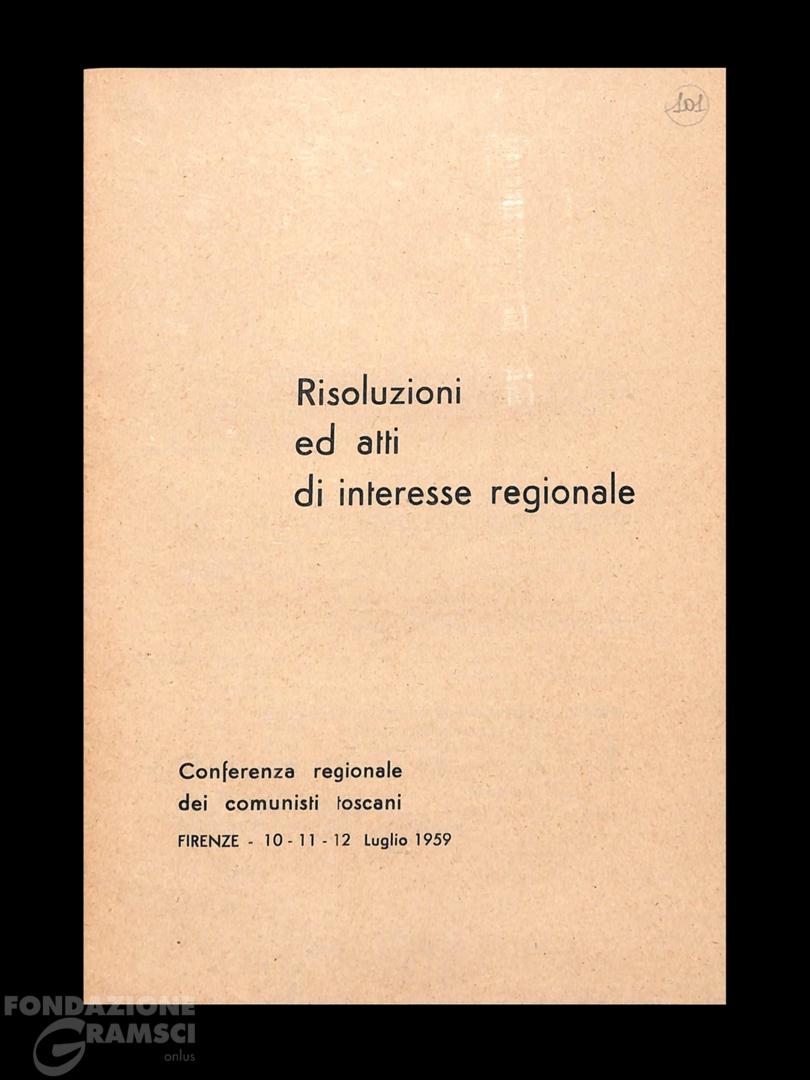 101
Risoluzioni
ed atti
di interesse regionale
Conferenza regionale
dei comunisti toscani
FIRENZE - 10 - 11 - 12 Luglio 1959
FONDAZIONE
GRAMSCI
onlus